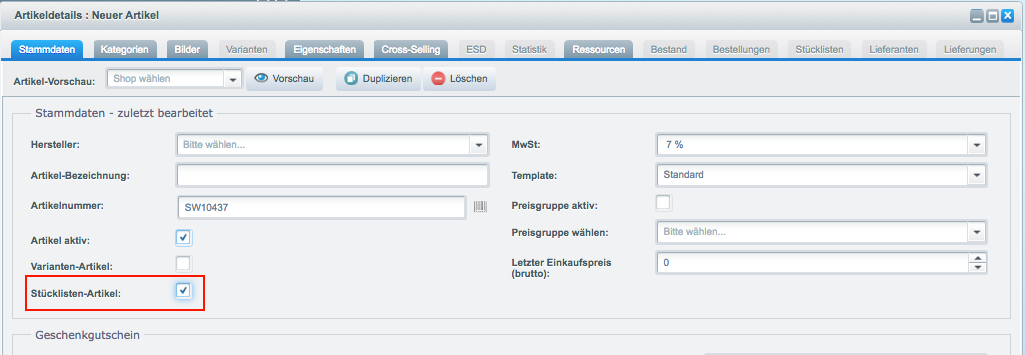 Artikeldetails : Neuer Artikel
Stammdaten Kategorien Bilder Varianten Eigenschaften Cross-Selling ESD Statistik Ressourcen Bestand Bestellungen Stücklisten Lieferanten Lieferungen
Artikel-Vorschau: Shop wählen Vorschau Duplizieren Löschen
Stammdaten - zuletzt bearbeitet
Hersteller: Bitte wählen... MwSt: 7 %
Artikel-Bezeichnung: Template: Standard
Artikelnummer: SW10437 Preisgruppe aktiv:
Artikel aktiv: Preisgruppe wählen: Bitte wählen...
Varianten-Artikel: Letzter Einkaufspreis 0
(brutto):
Stücklisten-Artikel:
Geschenkgutschein